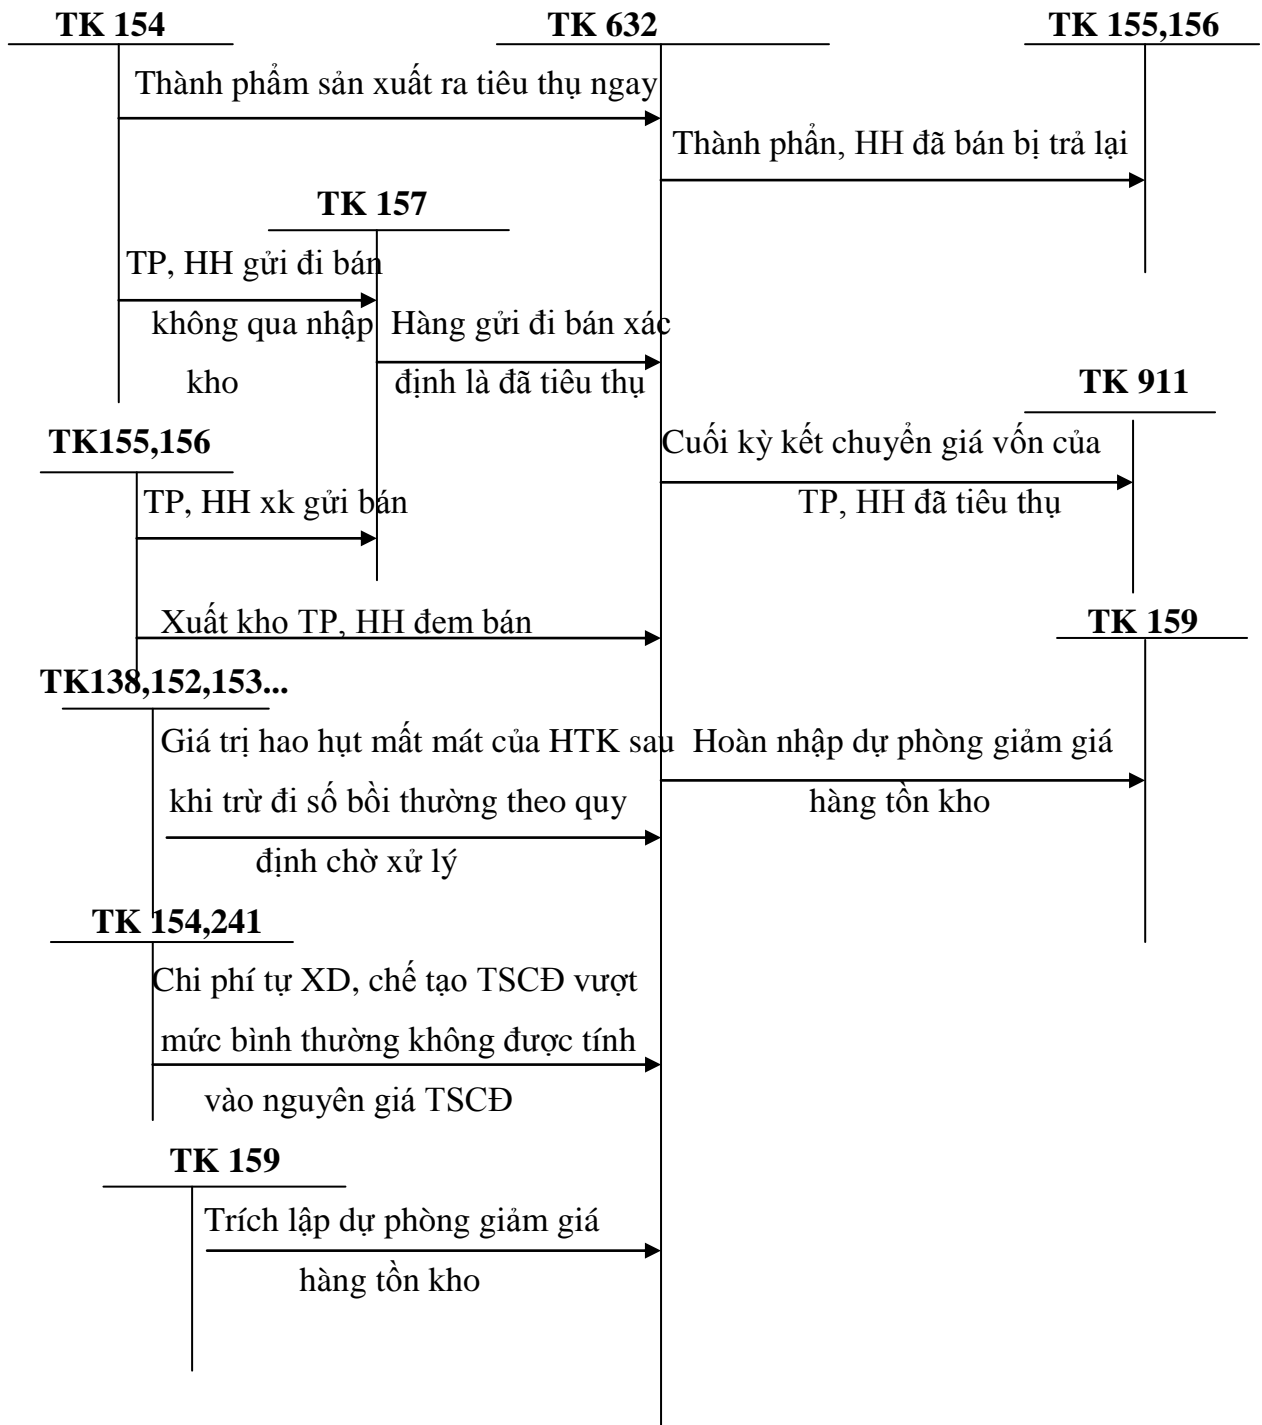 TK 154
TK 632
TK 155,156
Thành phẩm sản xuất ra tiêu thụ ngay
Thành phẩn, HH đã bán bị trả lại
TK 157
TP, HH gửi đi bán
không qua nhập
kho
Hàng gửi đi bán xác
định là đã tiêu thụ
TK 911
TK155,156
Cuối kỳ kết chuyển giá vốn của
TP, HH đã tiêu thụ
TP, HH xk gửi bán
Xuất kho TP, HH đem bán
TK 159
TK138,152,153...
Giá trị hao hụt mất mát của HTK sau
khi trừ đi số bồi thường theo quy
định chờ xử lý
Hoàn nhập dự phòng giảm giá
hàng tồn kho
TK 154,241
Chi phí tự XD, chế tạo TSCĐ vượt
mức bình thường không được tính
vào nguyên giá TSCĐ
TK 159
Trích lập dự phòng giảm giá
hàng tồn kho